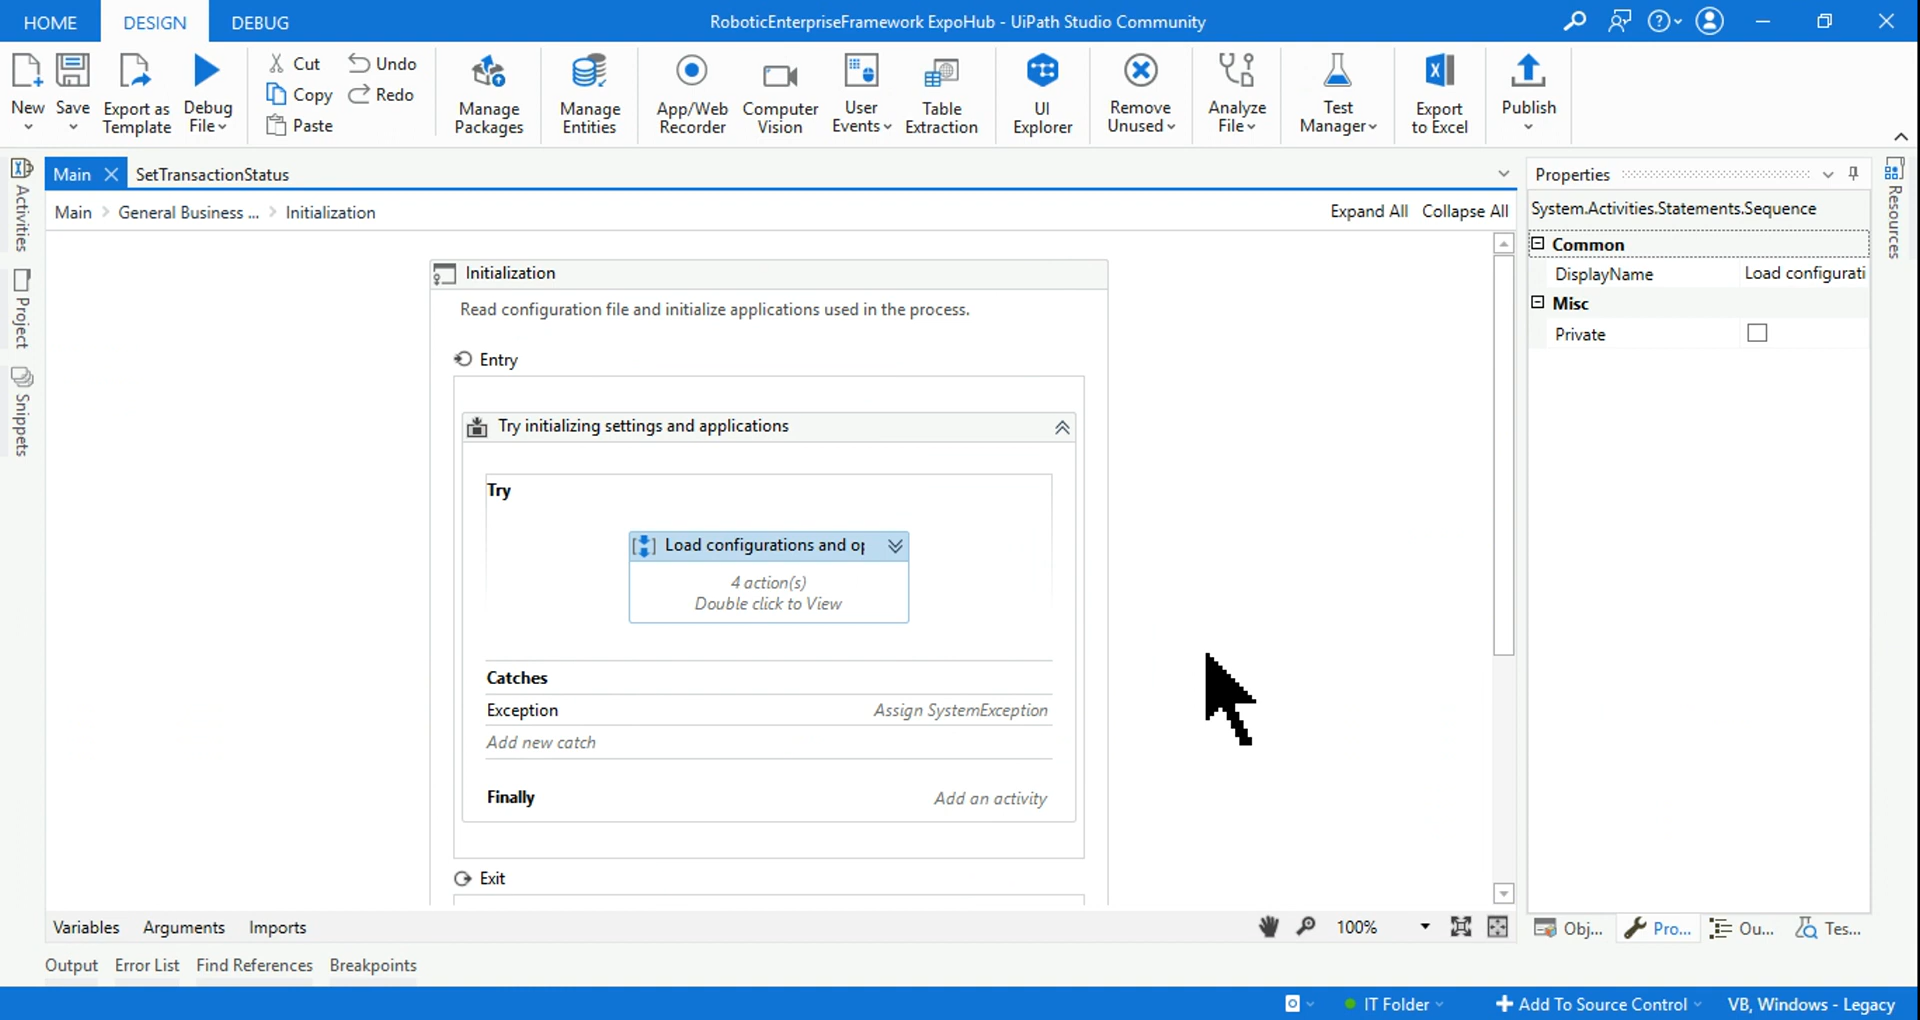 HOME DESIGN DEBUG RoboticEnterpriseFramework ExpoHub - UiPath Studio Community
New Save Export as Template Debug File
Cut Undo
Copy Redo
Paste
Manage Packages
Manage Entities
App/Web Recorder Computer Vision User Events Table Extraction
UI Explorer
Remove Unused
Analyze File
Test Manager
Export to Excel
Publish
Main SetTransactionStatus
Main > General Business ... > Initialization Expand All Collapse All
Activities
Project
Snippets
Initialization
Read configuration file and initialize applications used in the process.
Entry
Try initializing settings and applications
Try
Load configurations and op
4 action(s)
Double click to View
Catches
Exception Assign SystemException
Add new catch
Finally Add an activity
Exit
Properties
System.Activities.Statements.Sequence
Common
DisplayName Load configurati
Misc
Private
Resources
Variables Arguments Imports 100%
Obj... Pro... Ou... Tes...
Output Error List Find References Breakpoints
IT Folder Add To Source Control VB, Windows - Legacy